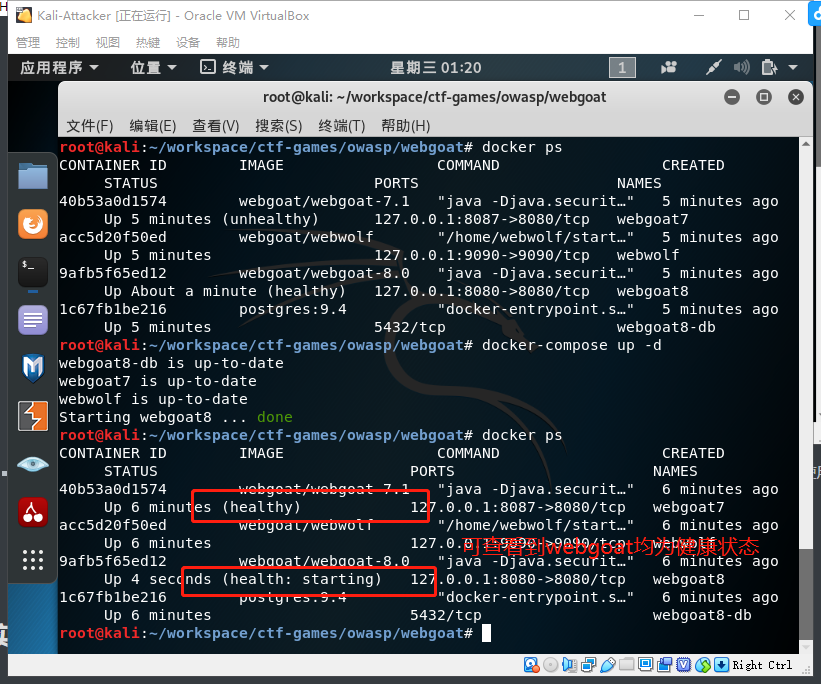 Kali-Attacker [正在运行] - Oracle VM VirtualBox
管理 控制 视图 热键 设备 帮助
应用程序 位置 终端 星期三 01:20 1
root@kali: ~/workspace/ctf-games/owasp/webgoat
文件(F) 编辑(E) 查看(V) 搜索(S) 终端(T) 帮助(H)
root@kali:~/workspace/ctf-games/owasp/webgoat# docker ps
CONTAINER ID IMAGE COMMAND CREATED
STATUS PORTS NAMES
40b53a0d1574 webgoat/webgoat-7.1 "java -Djava.securit…" 5 minutes ago
Up 5 minutes (unhealthy) 127.0.0.1:8087->8080/tcp webgoat7
acc5d20f50ed webgoat/webwolf "/home/webwolf/start…" 5 minutes ago
Up 5 minutes 127.0.0.1:9090->9090/tcp webwolf
9afb5f65ed12 webgoat/webgoat-8.0 "java -Djava.securit…" 5 minutes ago
Up About a minute (healthy) 127.0.0.1:8080->8080/tcp webgoat8
1c67fb1be216 postgres:9.4 "docker-entrypoint.s…" 5 minutes ago
Up 5 minutes 5432/tcp webgoat8-db
root@kali:~/workspace/ctf-games/owasp/webgoat# docker-compose up -d
webgoat8-db is up-to-date
webgoat7 is up-to-date
webwolf is up-to-date
Starting webgoat8 ... done
root@kali:~/workspace/ctf-games/owasp/webgoat# docker ps
CONTAINER ID IMAGE COMMAND CREATED
STATUS PORTS NAMES
40b53a0d1574 webgoat/webgoat-7.1 "java -Djava.securit…" 6 minutes ago
Up 6 minutes (healthy) 127.0.0.1:8087->8080/tcp webgoat7
acc5d20f50ed webgoat/webwolf "/home/webwolf/start…" 6 minutes ago
Up 6 minutes 127.0.0.1:9090->9090/tcp webwolf
可查看到webgoat均为健康状态
9afb5f65ed12 webgoat/webgoat-8.0 "java -Djava.securit…" 6 minutes ago
Up 4 seconds (health: starting) 127.0.0.1:8080->8080/tcp webgoat8
1c67fb1be216 postgres:9.4 "docker-entrypoint.s…" 6 minutes ago
Up 6 minutes 5432/tcp webgoat8-db
root@kali:~/workspace/ctf-games/owasp/webgoat#
Right Ctrl